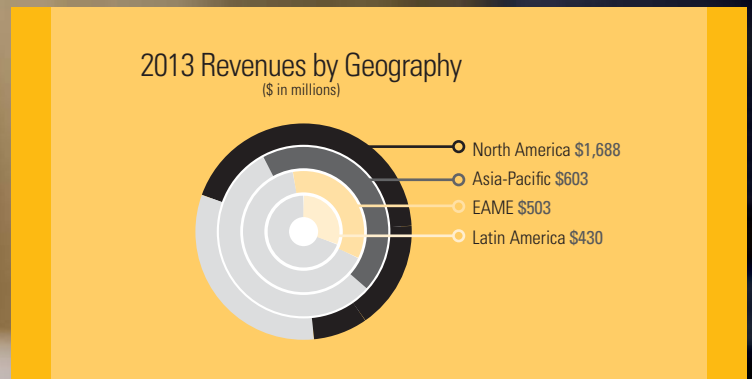 2013 Revenues by Geography
($ in millions)
North America $1,688
Asia-Pacific $603
EAME $503
Latin America $430